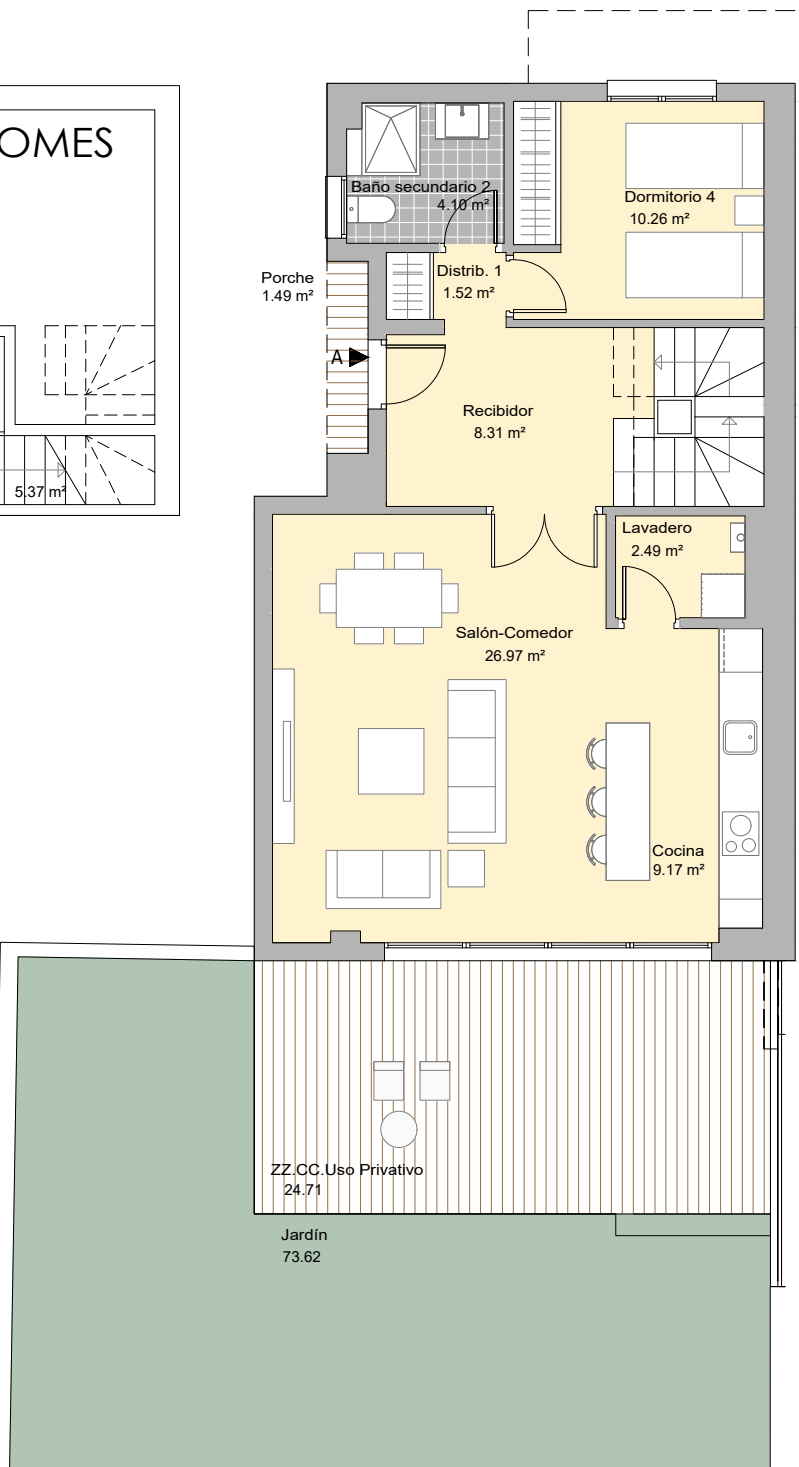 OMES
Baño secundario 2
4.10 m²
Dormitorio 4
10.26 m²
Porche
1.49 m²
Distrib. 1
1.52 m²
A
Recibidor
8.31 m²
5.37 m²
Lavadero
2.49 m²
Salón-Comedor
26.97 m²
Cocina
9.17 m²
ZZ.CC.Uso Privativo
24.71
Jardín
73.62